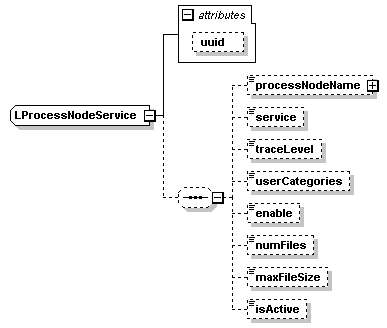 attributes
uuid
LProcessNodeService
processNodeName
service
traceLevel
userCategories
enable
numFiles
maxFileSize
isActive